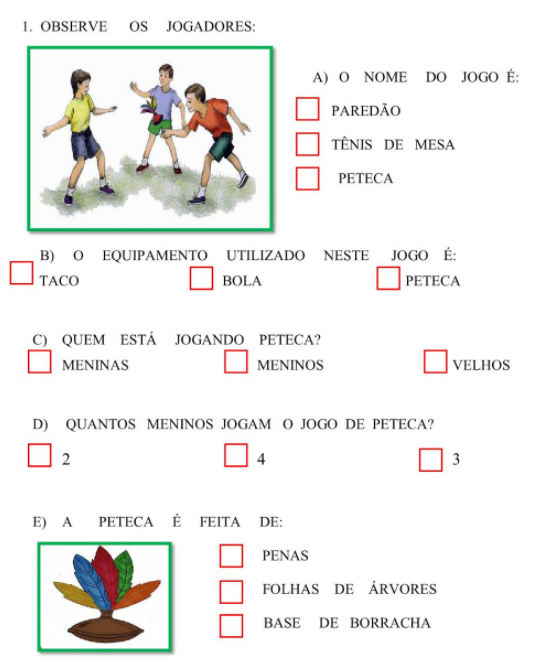 1. OBSERVE OS JOGADORES:
A) O NOME DO JOGO É:
PAREDÃO
TÊNIS DE MESA
PETECA
B) O EQUIPAMENTO UTILIZADO NESTE JOGO É:
TACO BOLA PETECA
C) QUEM ESTÁ JOGANDO PETECA?
MENINAS MENINOS VELHOS
D) QUANTOS MENINOS JOGAM O JOGO DE PETECA?
2 4 3
E) A PETECA É FEITA DE:
PENAS
FOLHAS DE ÁRVORES
BASE DE BORRACHA